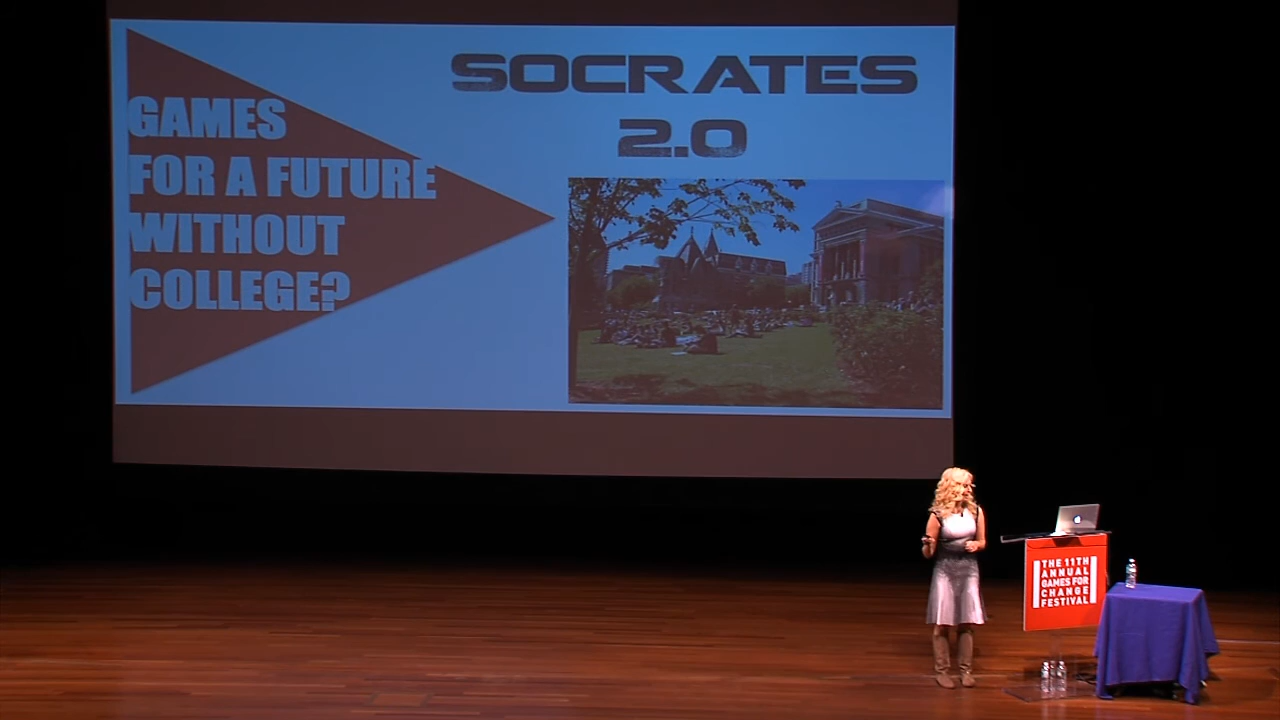 GAMES
FOR A FUTURE
WITHOUT
COLLEGE?
SOCRATES
2.0
THE 11TH
ANNUAL
GAMES FOR
CHANGE
FESTIVAL